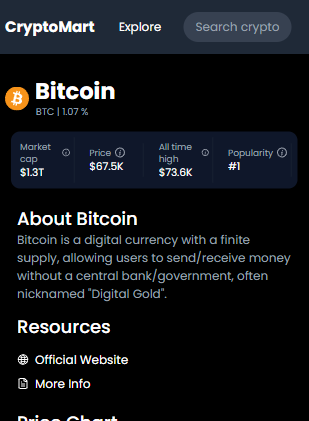 CryptoMart Explore Search crypto
Bitcoin
BTC | 1.07 %
Market cap
$1.3T
Price
$67.5K
All time high
$73.6K
Popularity
#1
About Bitcoin
Bitcoin is a digital currency with a finite
supply, allowing users to send/receive money
without a central bank/government, often
nicknamed "Digital Gold".
Resources
Official Website
More Info
Price Chart